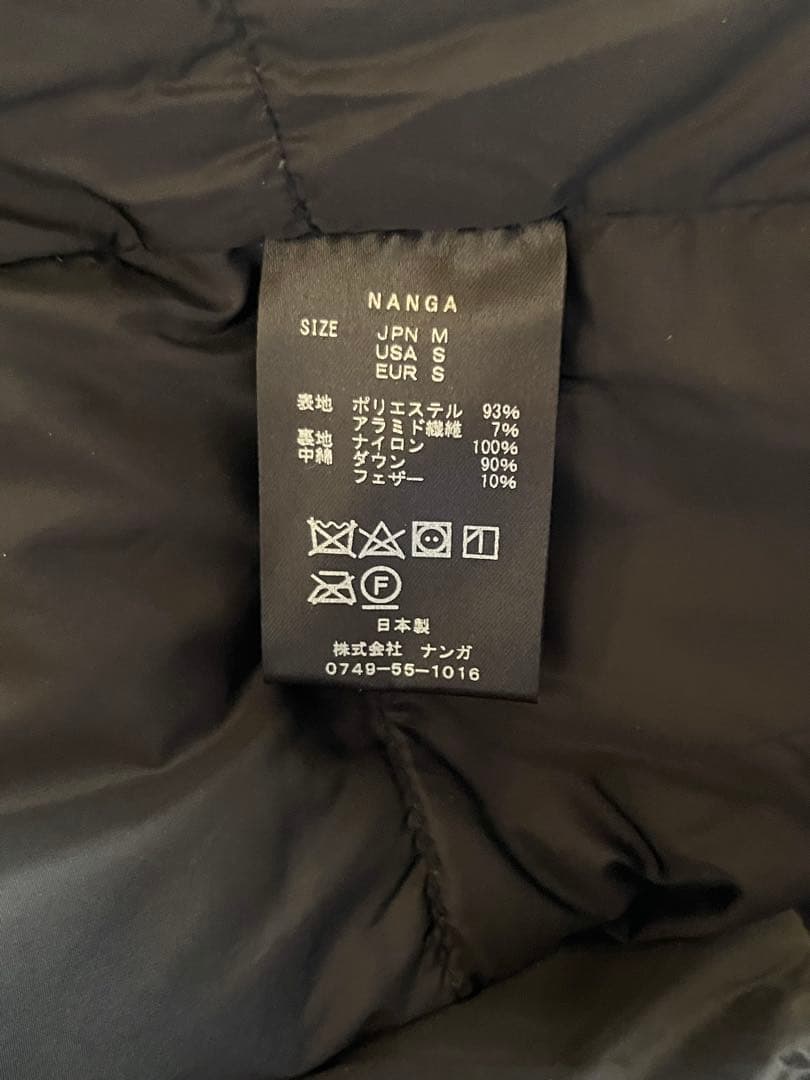 NANGA
SIZE JPN M
USA S
EUR S
表地 ポリエステル 93%
アラミド繊維 7%
裏地 ナイロン 100%
中綿 ダウン 90%
フェザー 10%
F
日本製
株式会社 ナンガ
0749-55-1016